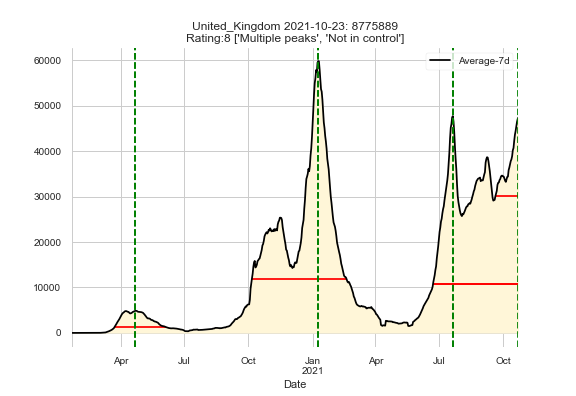 United_Kingdom 2021-10-23: 8775889
Rating:8 ['Multiple peaks', 'Not in control']
Average-7d
60000
50000
40000
30000
20000
10000
0
Apr Jul Oct Jan Apr Jul Oct
2021
Date